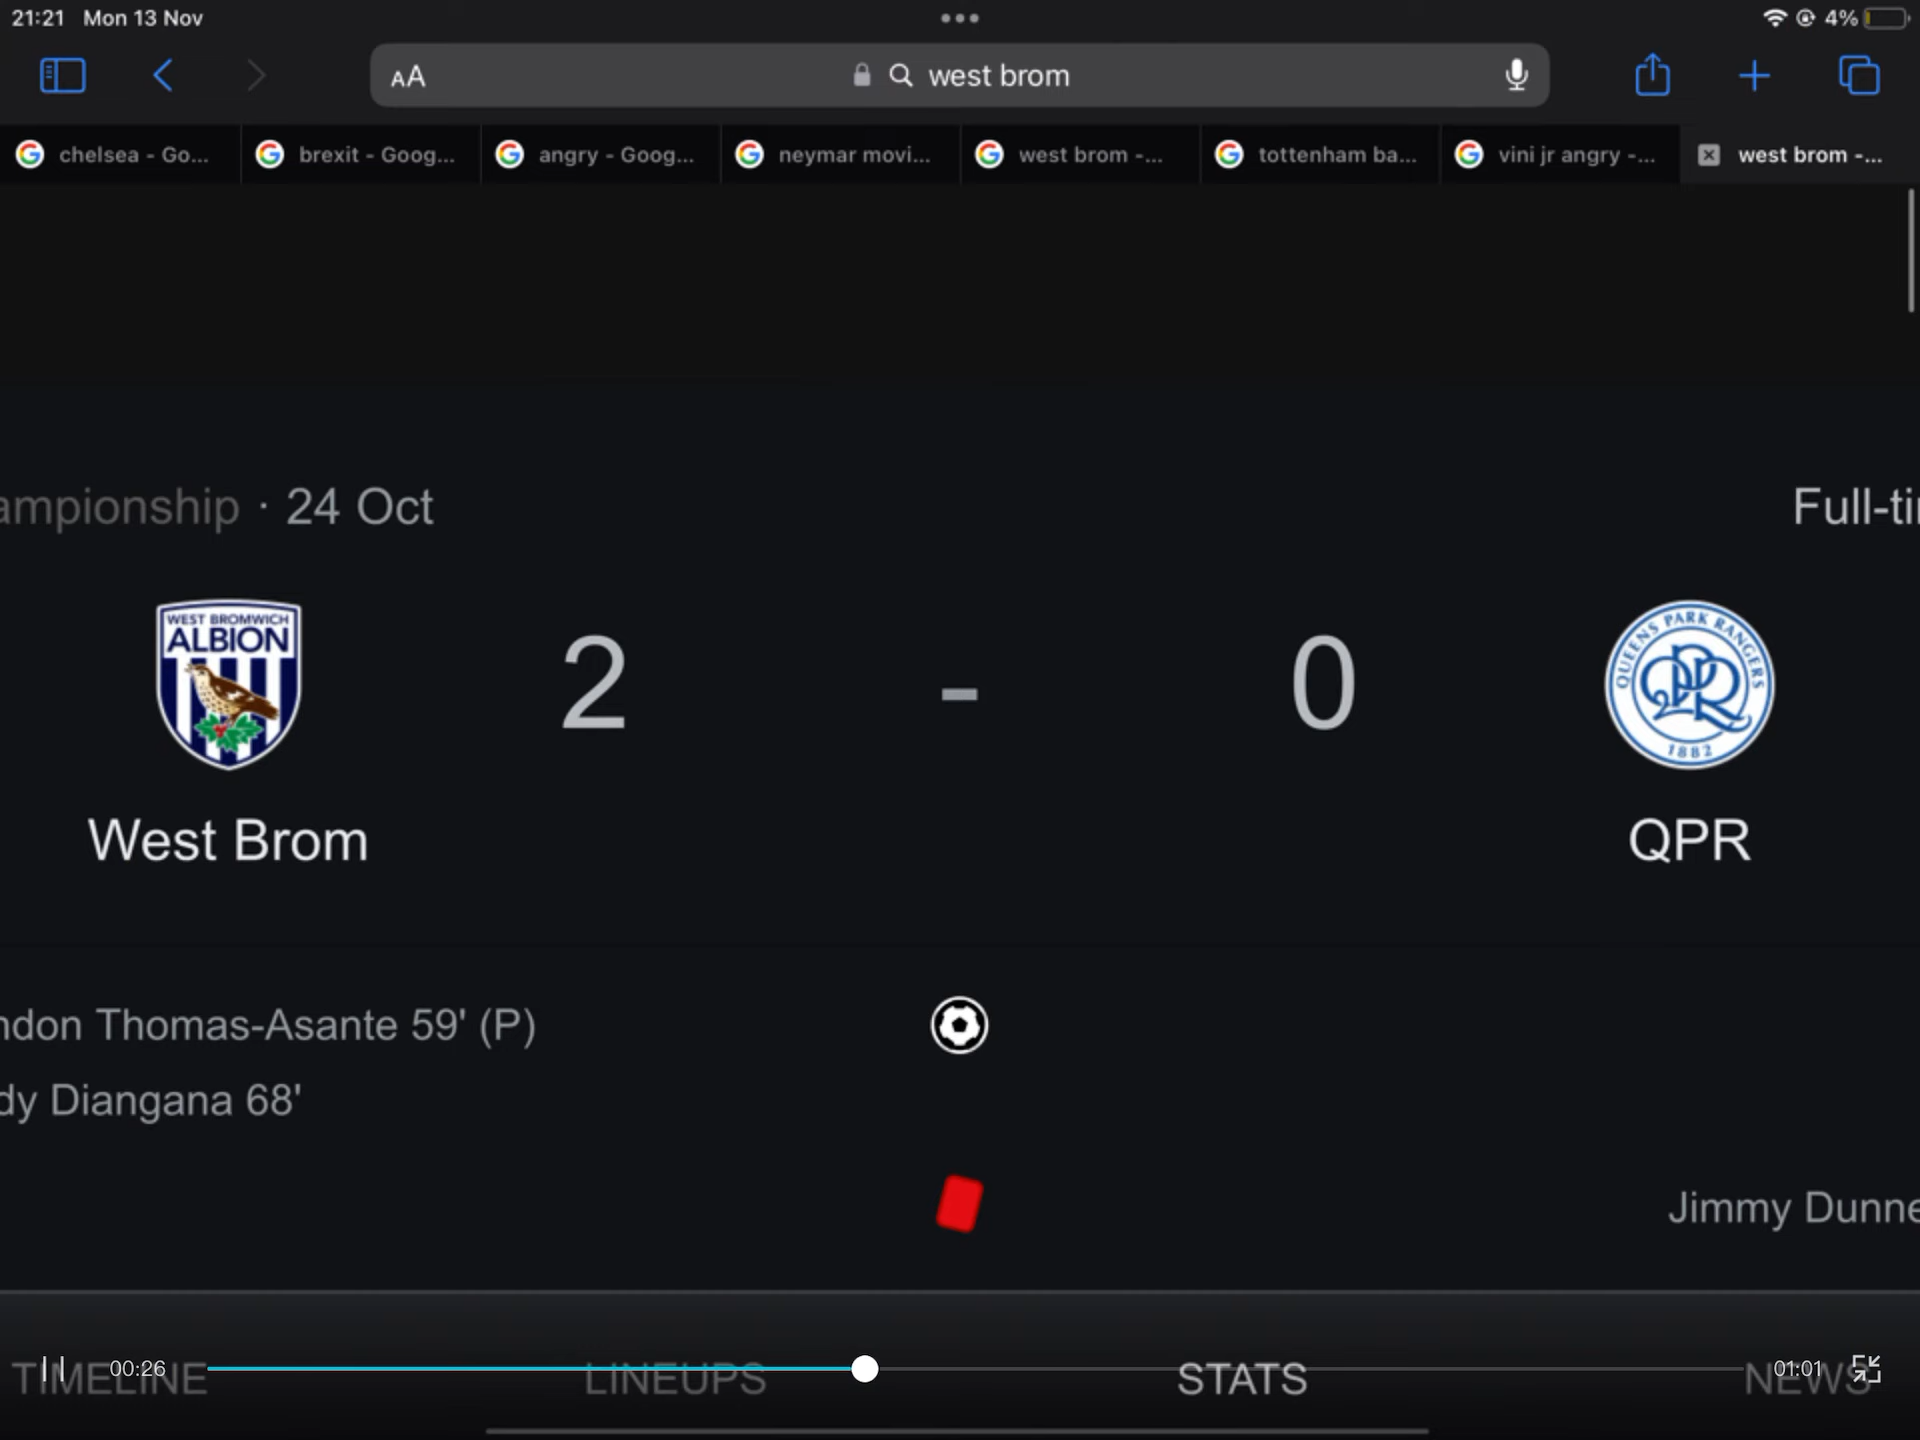 21:21 Mon 13 Nov
4%
AA west brom
chelsea - Go... brexit - Goog... angry - Goog... neymar movi... west brom -... tottenham ba... vini jr angry -... west brom -...
ampionship · 24 Oct Full-ti
WEST BROMWICH
ALBION
2 - 0
QUEENS PARK RANGERS
QPR
1882
West Brom QPR
ndon Thomas-Asante 59' (P)
dy Diangana 68'
Jimmy Dunne
00:26 01:01
TIMELINE LINEUPS STATS NEWS